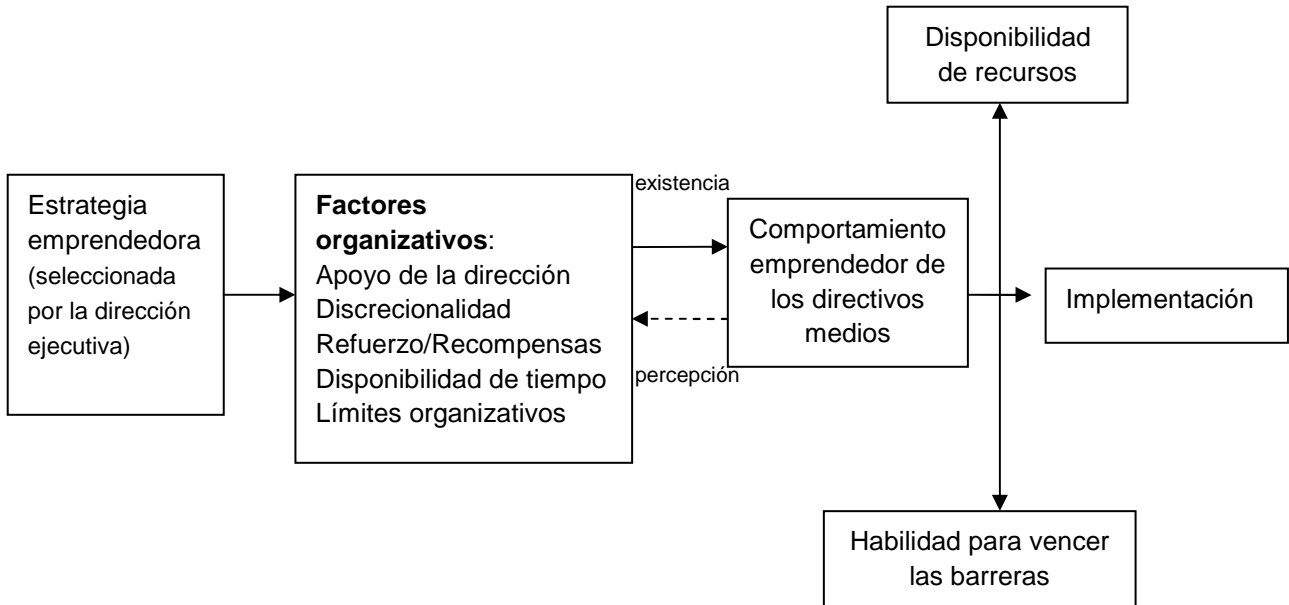 Disponibilidad
de recursos
Estrategia
emprendedora
(seleccionada
por la dirección
ejecutiva)
Factores
organizativos:
Apoyo de la dirección
Discrecionalidad
Refuerzo/Recompensas
Disponibilidad de tiempo
Límites organizativos
existencia
percepción
Comportamiento
emprendedor de
los directivos
medios
Implementación
Habilidad para vencer
las barreras